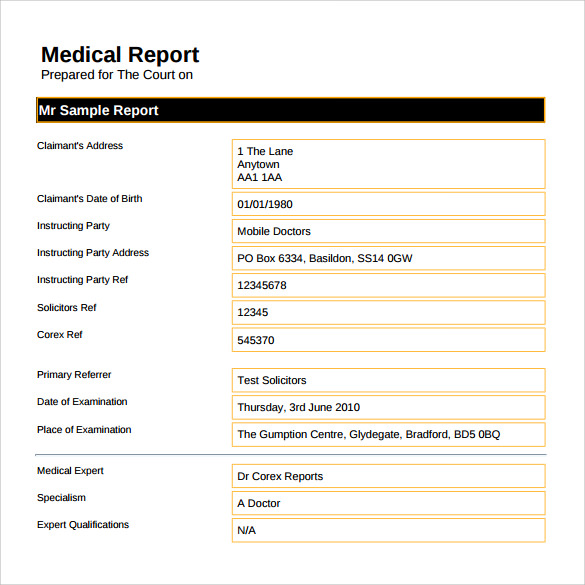 Medical Report
Prepared for The Court on
Mr Sample Report
Claimant's Address
1 The Lane
Anytown
AA1 1AA
Claimant's Date of Birth
01/01/1980
Instructing Party
Mobile Doctors
Instructing Party Address
PO Box 6334, Basildon, SS14 0GW
Instructing Party Ref
12345678
Solicitors Ref
12345
Corex Ref
545370
Primary Referrer
Test Solicitors
Date of Examination
Thursday, 3rd June 2010
Place of Examination
The Gumption Centre, Glydegate, Bradford, BD5 0BQ
Medical Expert
Dr Corex Reports
Specialism
A Doctor
Expert Qualifications
N/A